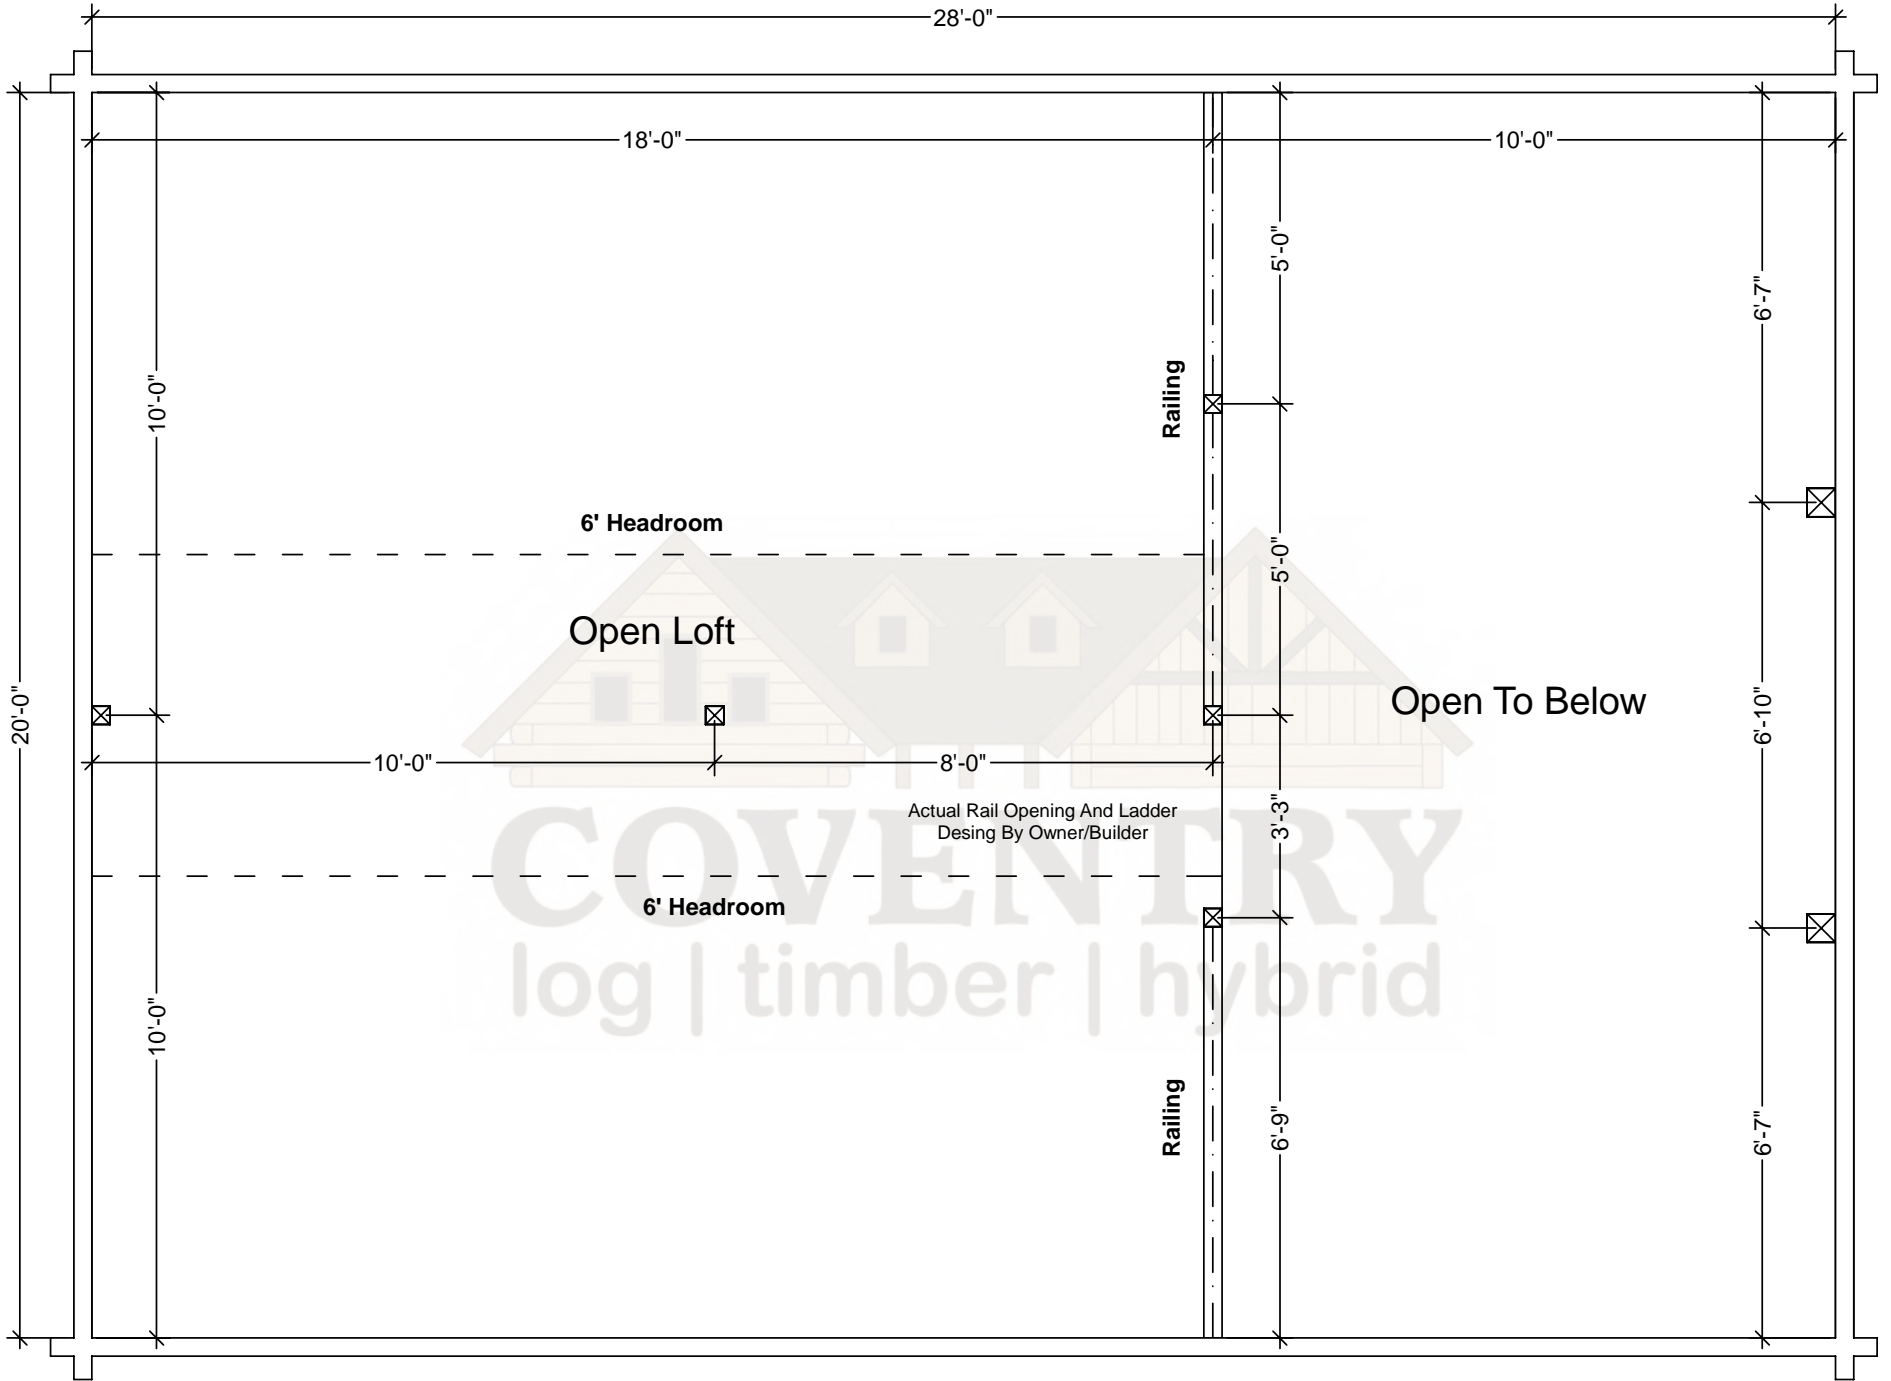 28'-0"
18'-0"
10'-0"
5'-0"
6'-7"
10'-0"
Railing
6' Headroom
5'-0"
Open Loft
20'-0"
Open To Below
6'-10"
10'-0"
8'-0"
Actual Rail Opening And Ladder
Desing By Owner/Builder
3'-3"
COVENTRY
6' Headroom
log | timber | hybrid
10'-0"
Railing
6'-9"
6'-7"